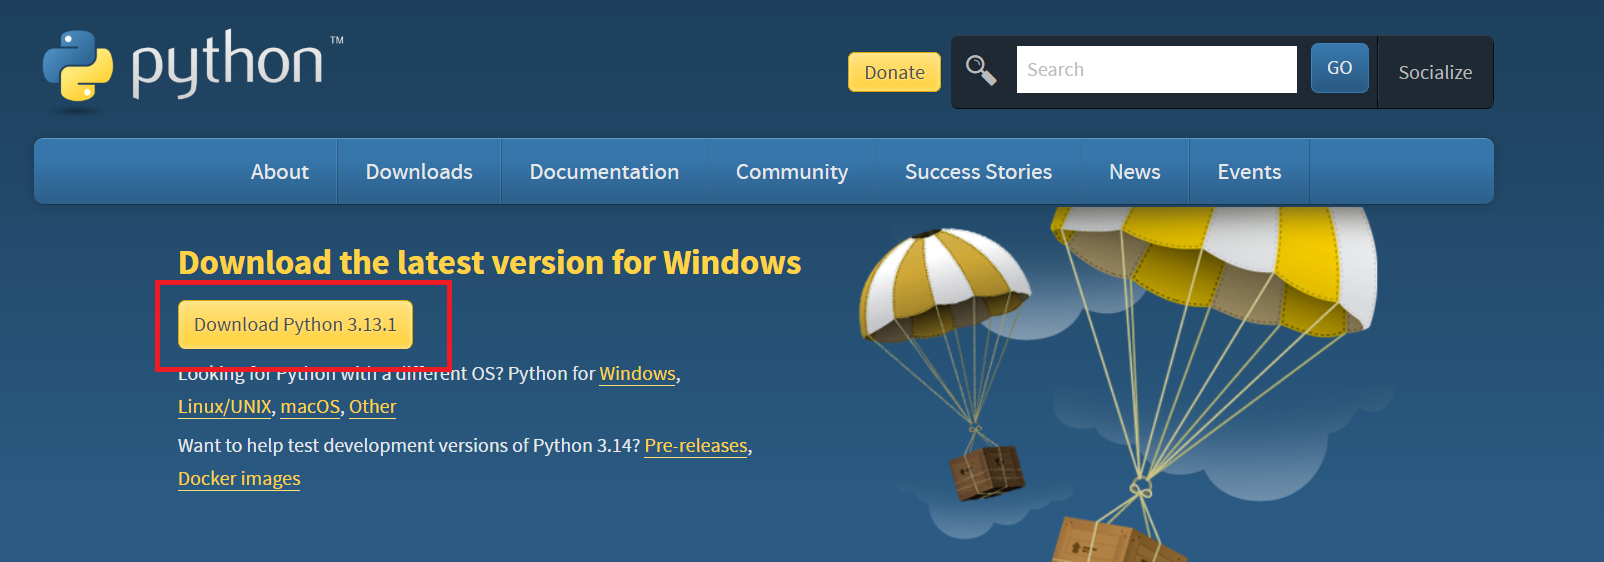 python™
Donate
Search
GO
Socialize
About
Downloads
Documentation
Community
Success Stories
News
Events
Download the latest version for Windows
Download Python 3.13.1
Looking for Python with a different OS? Python for Windows,
Linux/UNIX, macOS, Other
Want to help test development versions of Python 3.14? Pre-releases,
Docker images